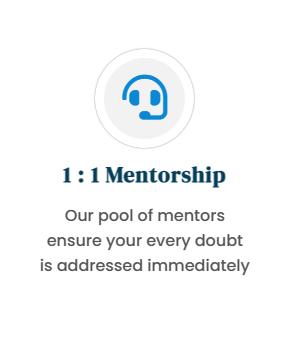 1 : 1 Mentorship
Our pool of mentors
ensure your every doubt
is addressed immediately